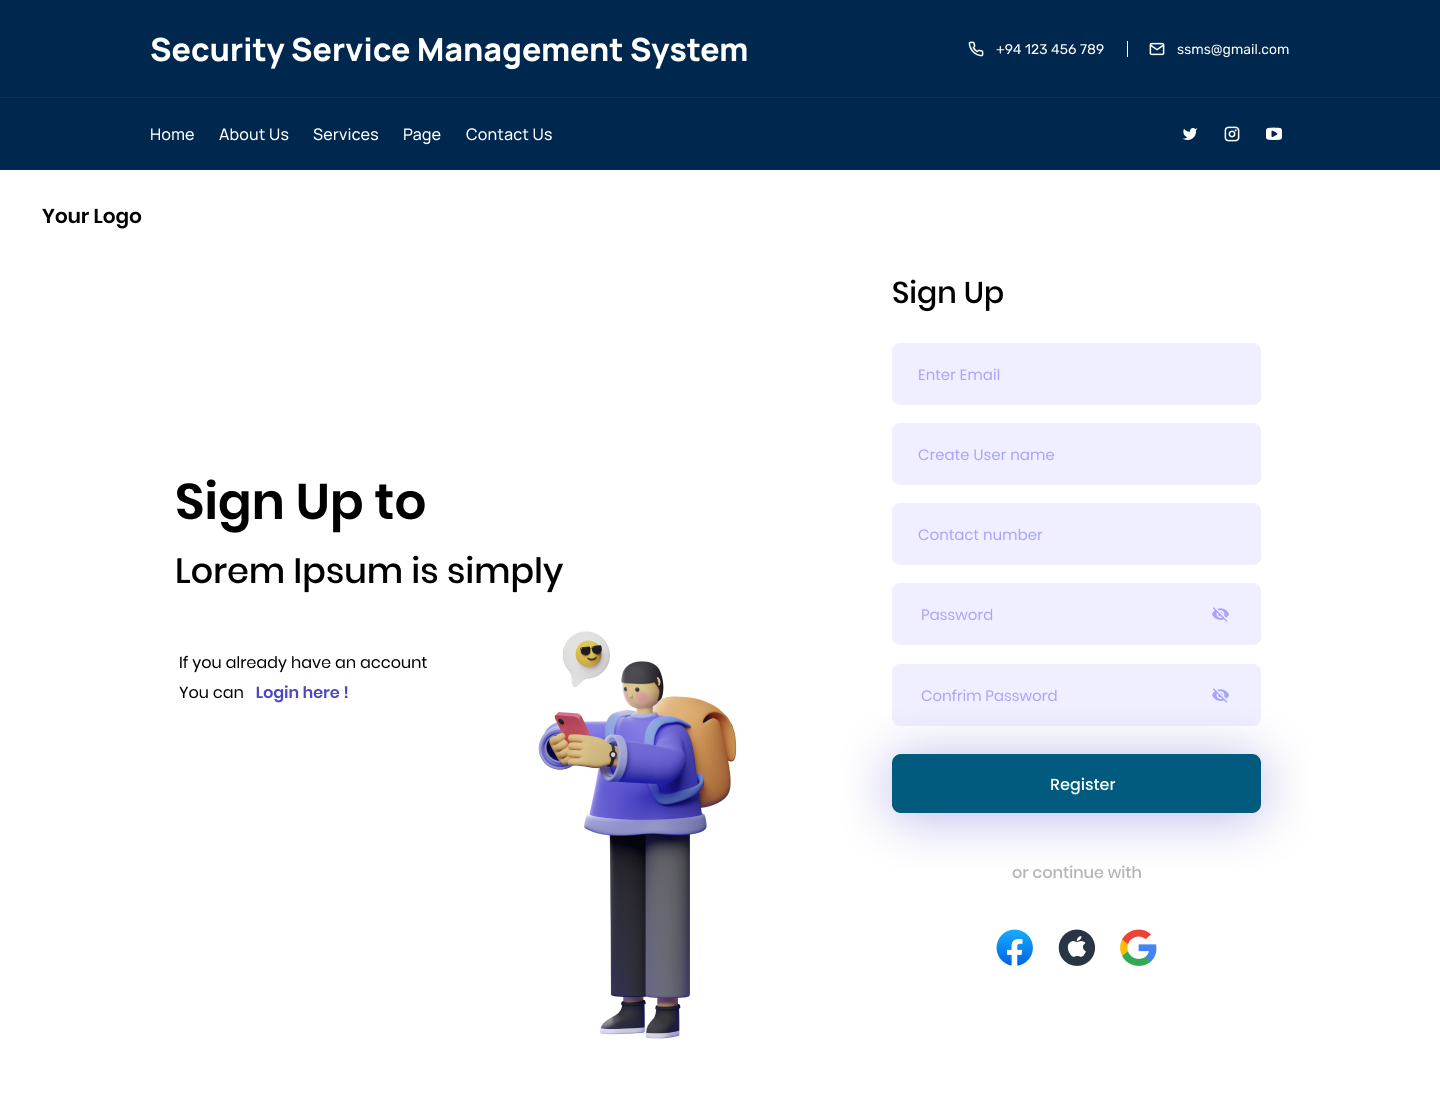 Security Service Management System
+94 123 456 789
ssms@gmail.com
Home About Us Services Page Contact Us
Your Logo
Sign Up to
Lorem Ipsum is simply
If you already have an account
You can Login here !
Sign Up
Enter Email
Create User name
Contact number
Password
Confrim Password
Register
or continue with